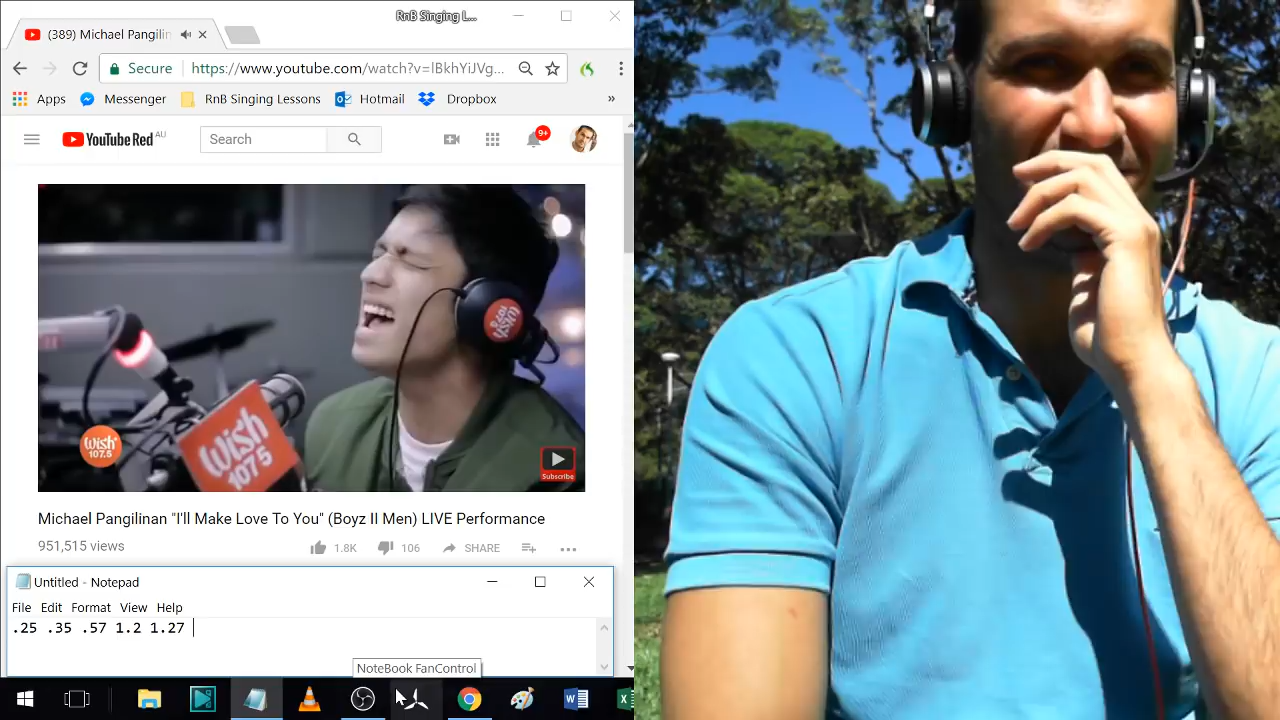 RnB Singing L...
(389) Michael Pangilin
Secure https://www.youtube.com/watch?v=lBkhYiJVg...
Apps Messenger RnB Singing Lessons Hotmail Dropbox »
YouTube Red AU Search 9+
wish 107.5
wish
107.5
wish
107.5
Subscribe
Michael Pangilinan "I'll Make Love To You" (Boyz II Men) LIVE Performance
951,515 views 1.8K 106 SHARE
Untitled - Notepad
File Edit Format View Help
.25 .35 .57 1.2 1.27
NoteBook FanControl